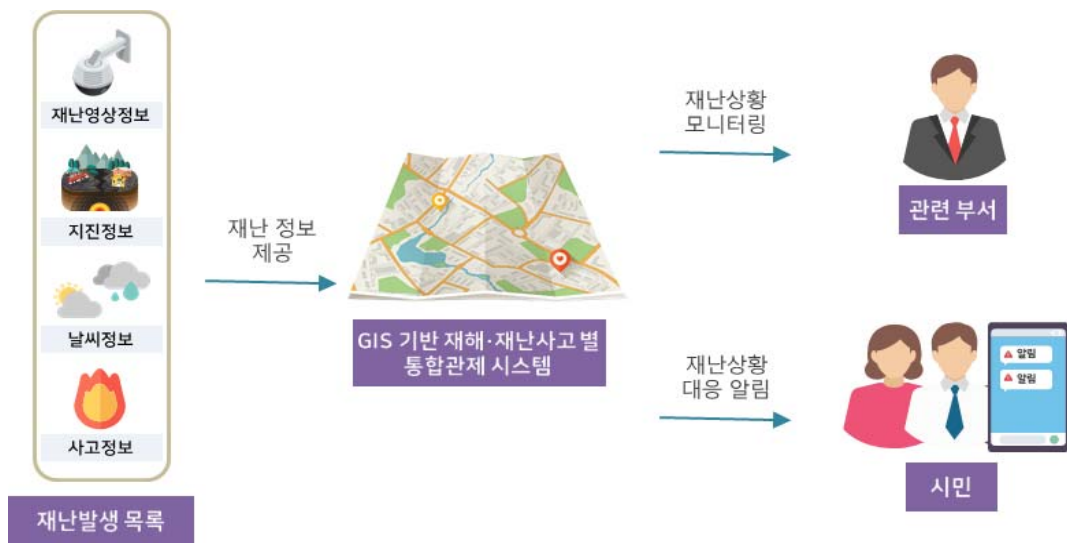 재난영상정보
지진정보
날씨정보
사고정보
재난발생 목록
재난 정보
제공
GIS 기반 재해·재난사고 별
통합관제 시스템
재난상황
모니터링
관련 부서
재난상황
대응 알림
알림
알림
시민